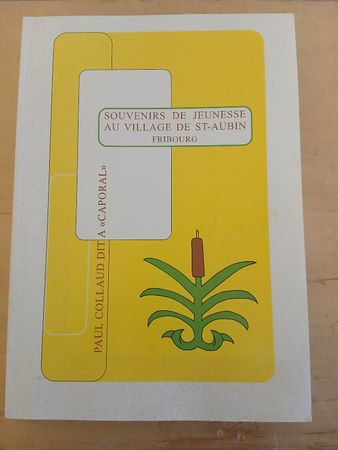 SOUVENIRS DE JEUNESSE
AU VILLAGE DE ST-AUBIN
FRIBOURG
PAUL COLLAUD DIT A «CAPORAL»